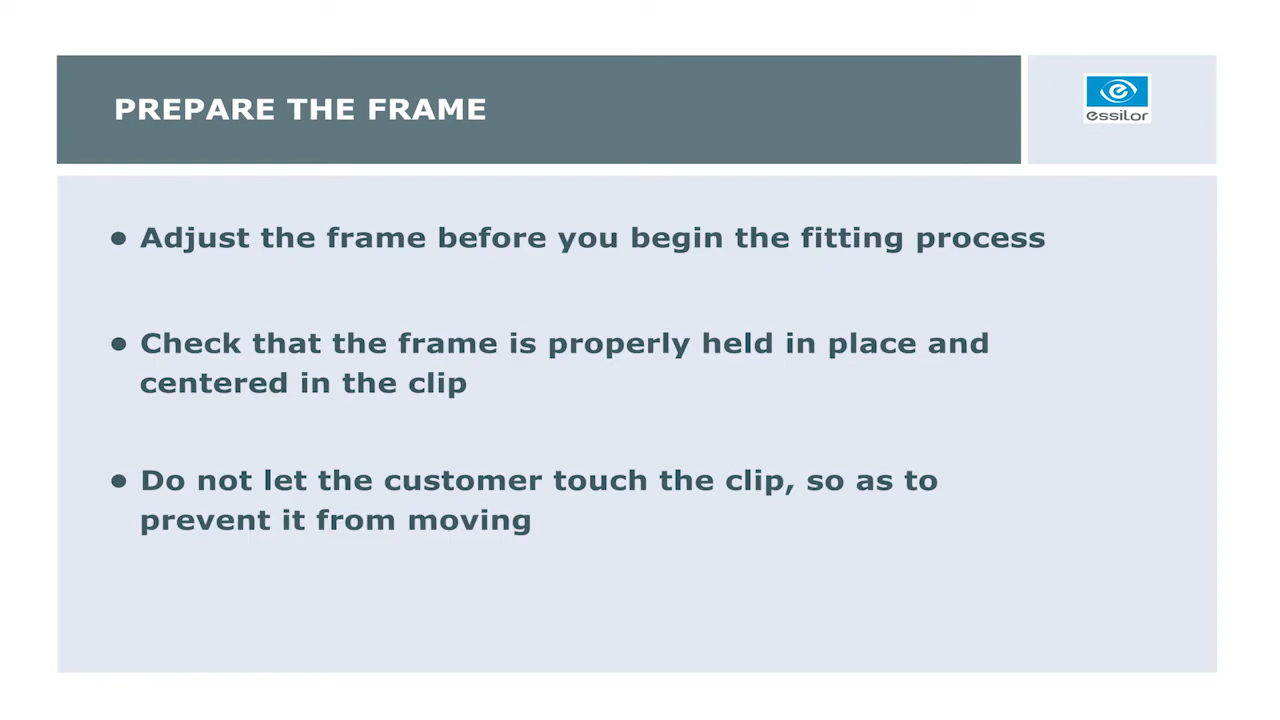 PREPARE THE FRAME
essilor
● Adjust the frame before you begin the fitting process
● Check that the frame is properly held in place and
centered in the clip
● Do not let the customer touch the clip, so as to
prevent it from moving